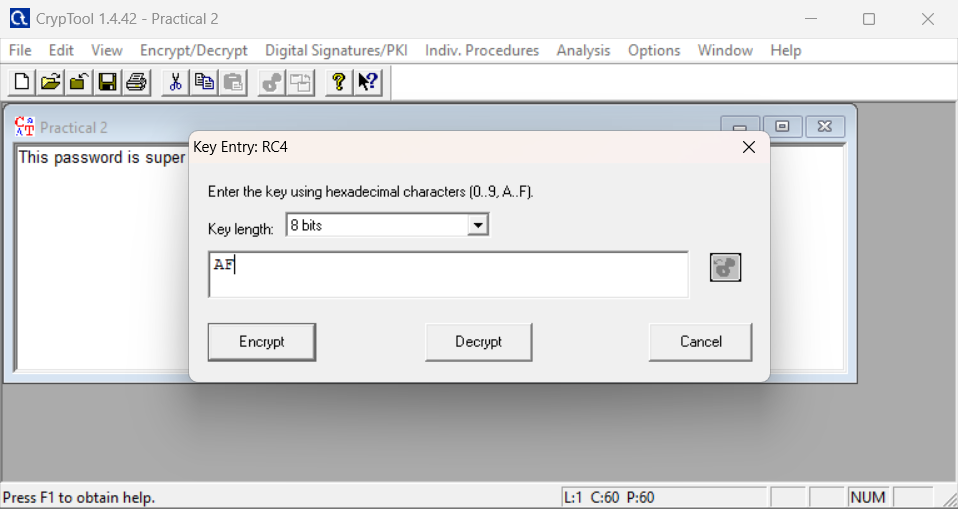 CrypTool 1.4.42 - Practical 2
File Edit View Encrypt/Decrypt Digital Signatures/PKI Indiv. Procedures Analysis Options Window Help
Practical 2
This password is super
Key Entry: RC4
Enter the key using hexadecimal characters (0..9, A..F).
Key length: 8 bits
AF
Encrypt Decrypt Cancel
Press F1 to obtain help. L:1 C:60 P:60 NUM